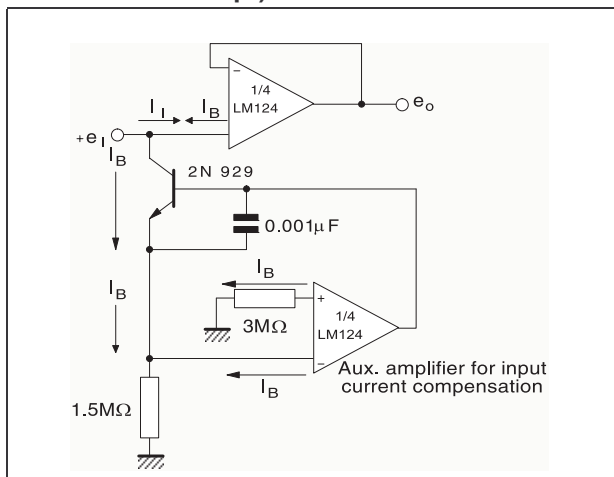 1/4
LM124
I I
I B
e o
+e I
I B
2N 929
0.001μF
I B
I B
1/4
LM124
3MΩ
I B
Aux. amplifier for input
current compensation
1.5MΩ